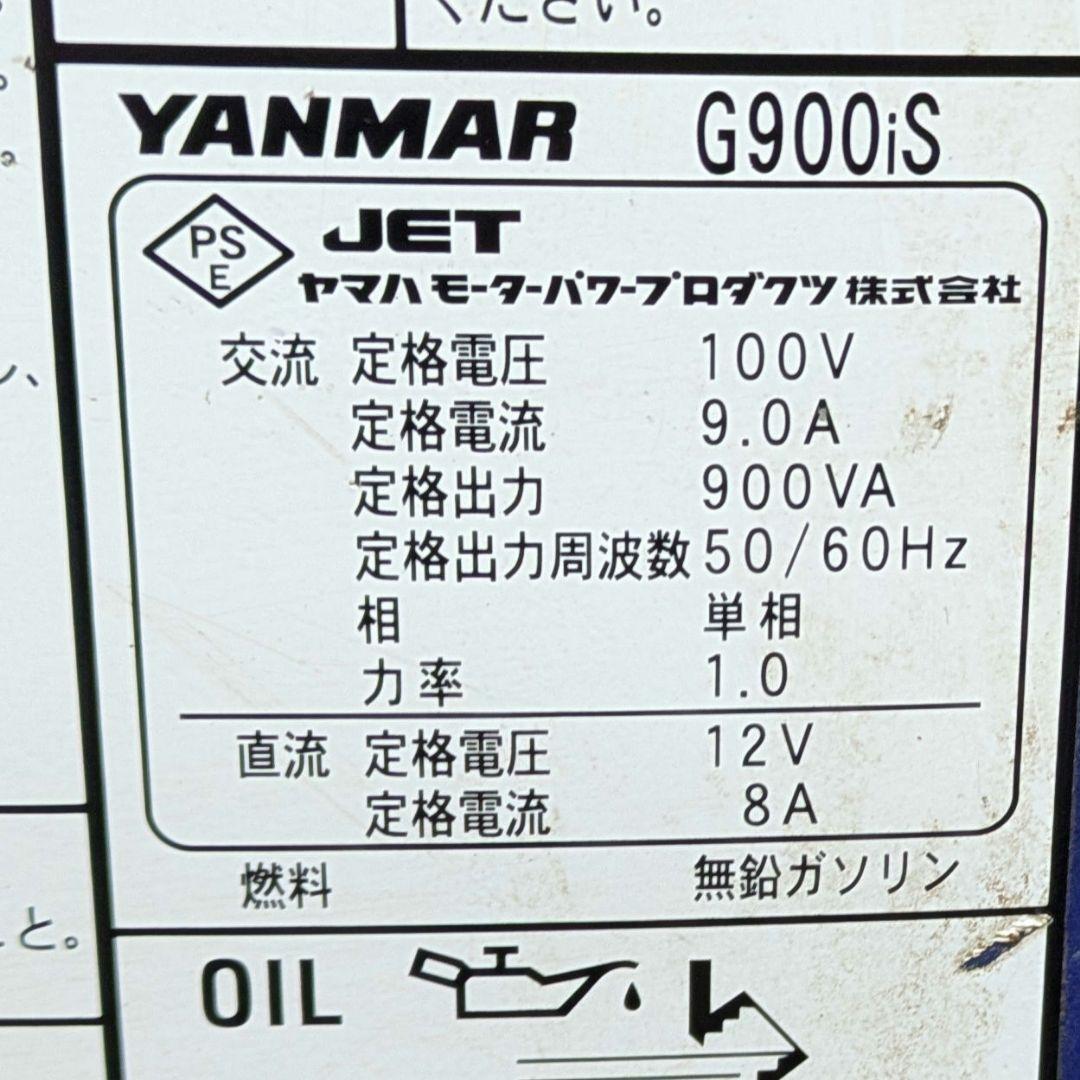 ください。
YANMAR G900iS
PS
E
JET
ヤマハモーターパワープロダクツ株式会社
交流 定格電圧 100V
定格電流 9.0A
定格出力 900VA
定格出力周波数 50/60Hz
相 単相
力率 1.0
直流 定格電圧 12V
定格電流 8A
燃料 無鉛ガソリン
こと。
OIL